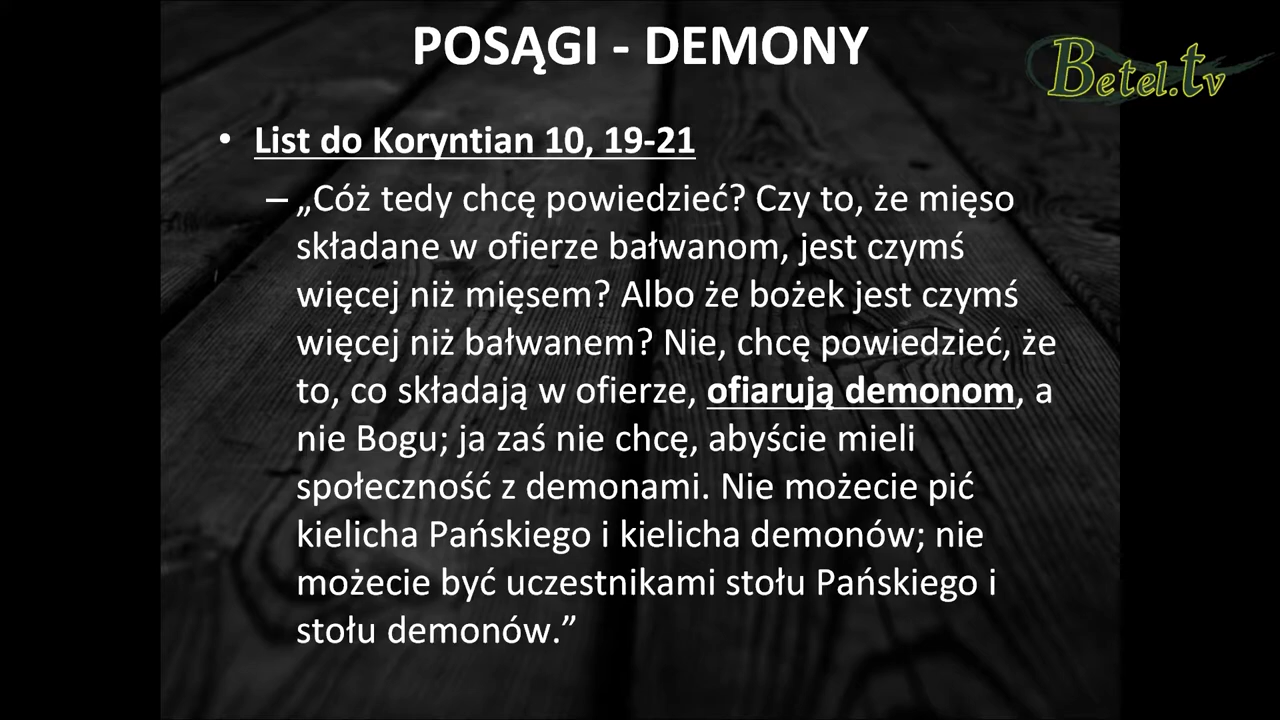 POSĄGI - DEMONY
Betel.tv
• List do Koryntian 10, 19-21
– „Cóż tedy chcę powiedzieć? Czy to, że mięso
składane w ofierze bałwanom, jest czymś
więcej niż mięsem? Albo że bożek jest czymś
więcej niż bałwanem? Nie, chcę powiedzieć, że
to, co składają w ofierze, ofiarują demonom, a
nie Bogu; ja zaś nie chcę, abyście mieli
społeczność z demonami. Nie możecie pić
kielicha Pańskiego i kielicha demonów; nie
możecie być uczestnikami stołu Pańskiego i
stołu demonów.”